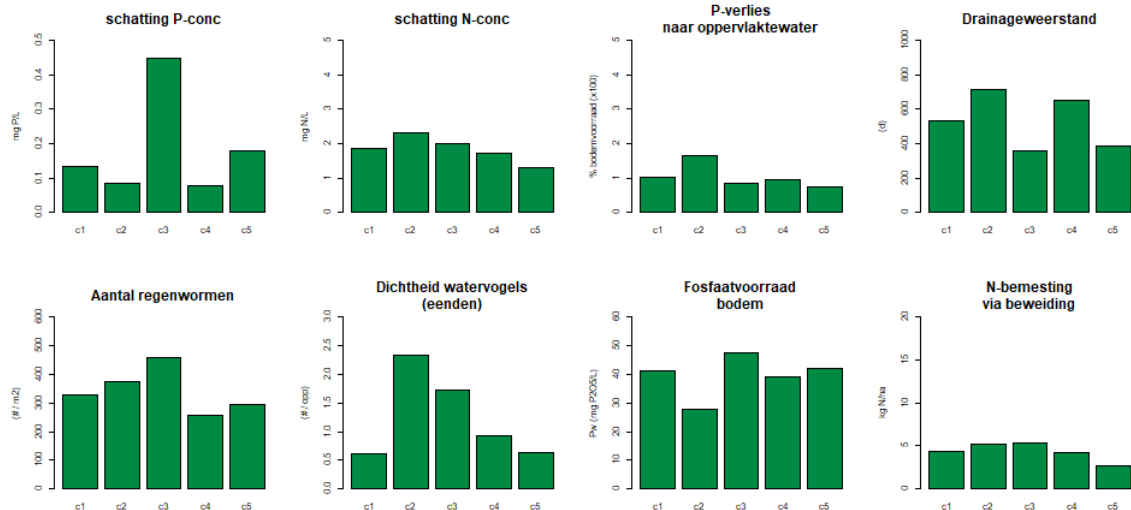 schatting P-conc
mg P/L
0.0 0.1 0.2 0.3 0.4 0.5
c1 c2 c3 c4 c5
schatting N-conc
mg N/L
0 1 2 3 4 5
c1 c2 c3 c4 c5
P-verlies
naar oppervlaktewater
% bodemvoorraad (x100)
0 1 2 3 4 5
c1 c2 c3 c4 c5
Drainageweerstand
(d)
0 200 400 600 800 1000
c1 c2 c3 c4 c5
Aantal regenwormen
(# / m2)
0 100 200 300 400 500 600
c1 c2 c3 c4 c5
Dichtheid watervogels
(eenden)
(# / opp)
0.0 0.5 1.0 1.5 2.0 2.5 3.0
c1 c2 c3 c4 c5
Fosfaatvoorraad
bodem
Pw (mg P2O5/L)
0 10 20 30 40 50 60
c1 c2 c3 c4 c5
N-bemesting
via beweiding
kg N/ha
0 5 10 15 20
c1 c2 c3 c4 c5